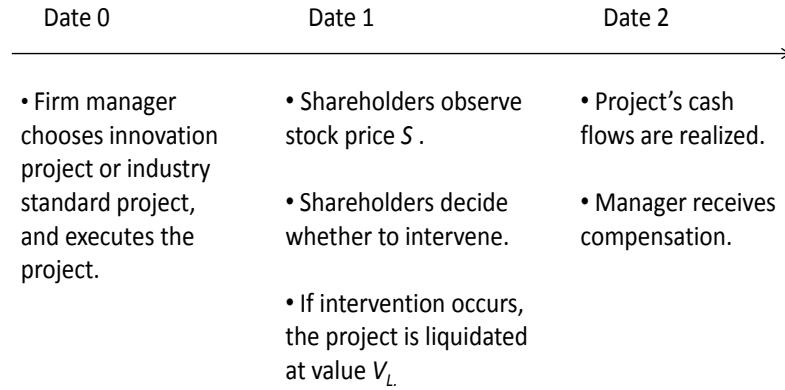 Date 0
Date 1
Date 2
• Firm manager
chooses innovation
project or industry
standard project,
and executes the
project.
• Shareholders observe
stock price S .
• Shareholders decide
whether to intervene.
• If intervention occurs,
the project is liquidated
at value V_L.
• Project's cash
flows are realized.
• Manager receives
compensation.